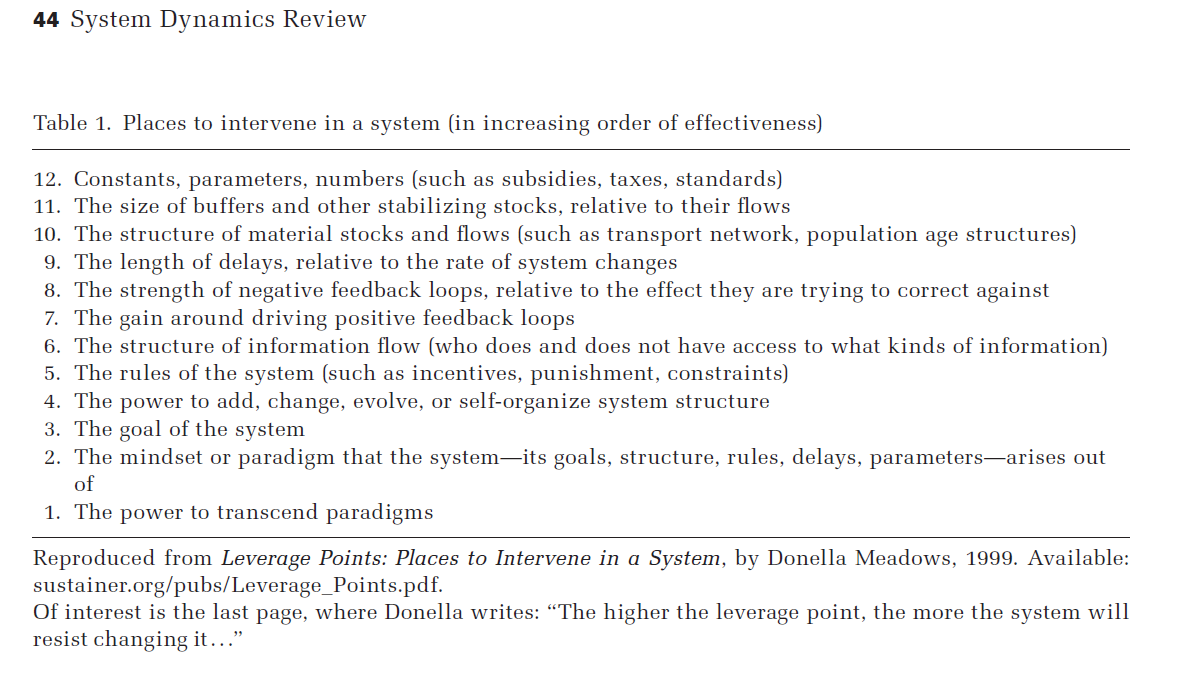 44 System Dynamics Review
Table 1. Places to intervene in a system (in increasing order of effectiveness)
12. Constants, parameters, numbers (such as subsidies, taxes, standards)
11. The size of buffers and other stabilizing stocks, relative to their flows
10. The structure of material stocks and flows (such as transport network, population age structures)
9. The length of delays, relative to the rate of system changes
8. The strength of negative feedback loops, relative to the effect they are trying to correct against
7. The gain around driving positive feedback loops
6. The structure of information flow (who does and does not have access to what kinds of information)
5. The rules of the system (such as incentives, punishment, constraints)
4. The power to add, change, evolve, or self-organize system structure
3. The goal of the system
2. The mindset or paradigm that the system—its goals, structure, rules, delays, parameters—arises out
of
1. The power to transcend paradigms
Reproduced from Leverage Points: Places to Intervene in a System, by Donella Meadows, 1999. Available:
sustainer.org/pubs/Leverage_Points.pdf.
Of interest is the last page, where Donella writes: “The higher the leverage point, the more the system will
resist changing it...”